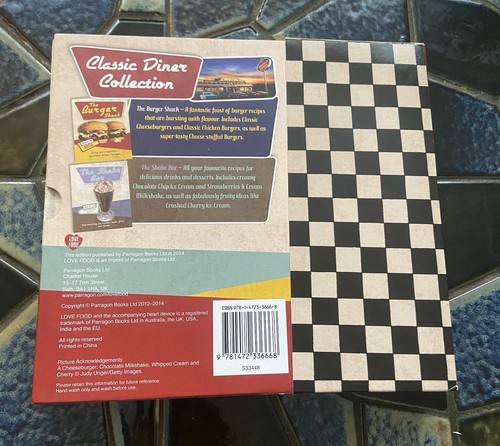 Classic Diner
Collection
The Burger
Shack
The Burger Shack – A fantastic feast of burger recipes
that are bursting with flavour. Includes Classic
Cheeseburgers and Classic Chicken Burgers, as well as
super-tasty Cheese-stuffed Burgers.
The Shake
Bar
The Shake Bar – All your favourite recipes for
delicious drinks and desserts. Includes creamy
Chocolate Chip Ice Cream and Strawberries & Cream
Milkshake, as well as fabulously fruity ideas like
Crushed Cherry Ice Cream.
LOVE
FOOD
This edition published by Parragon Books Ltd in 2014
LOVE FOOD is an imprint of Parragon Books Ltd
Parragon Books Ltd
Chartist House
15–17 Trim Street
Bath, BA1 1HA, UK
www.parragon.com/lovefood
Copyright © Parragon Books Ltd 2012-2014
LOVE FOOD and the accompanying heart device is a registered
trademark of Parragon Books Ltd in Australia, the UK, USA,
India and the EU.
All rights reserved
Printed in China
Picture Acknowledgements
A Cheeseburger, Chocolate Milkshake, Whipped Cream and
Cherry © Judy Unger/Getty Images.
Please retain this information for future reference
Hand wash only and wash before use.
ISBN 978-1-4723-3666-8
9 781472 336668
S33448